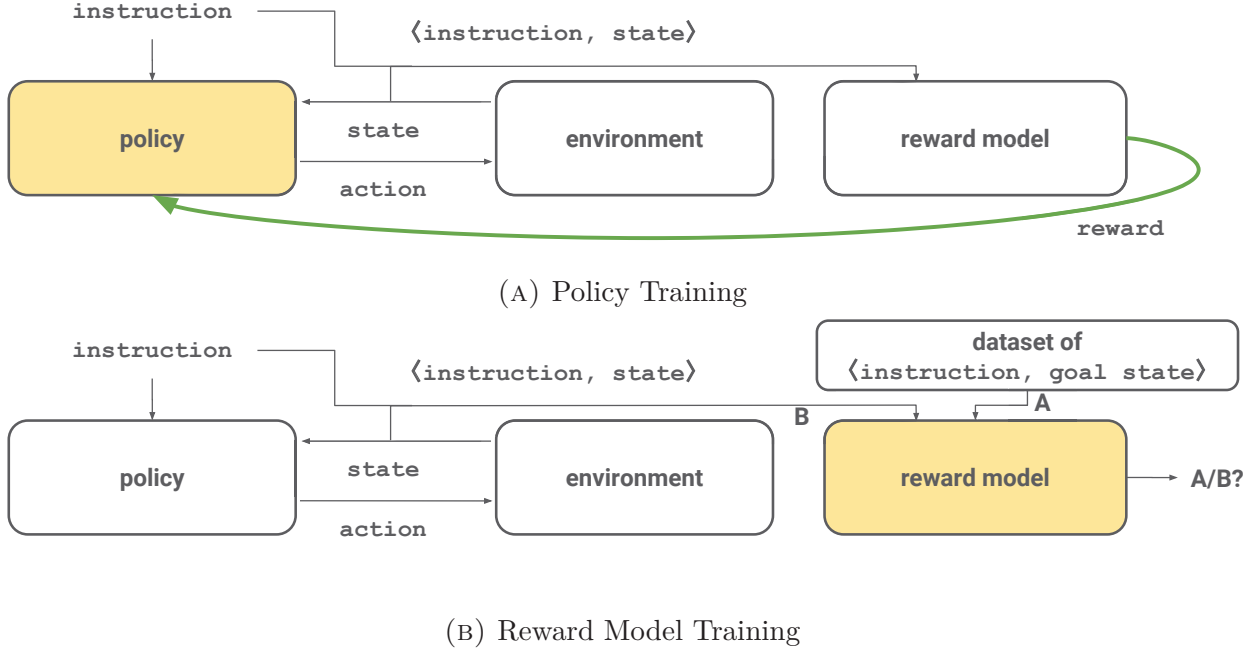 instruction
⟨instruction, state⟩
policy
state
action
environment
reward model
reward
(A) Policy Training
instruction
⟨instruction, state⟩
dataset of
⟨instruction, goal state⟩
B
A
policy
state
action
environment
reward model
A/B?
(B) Reward Model Training